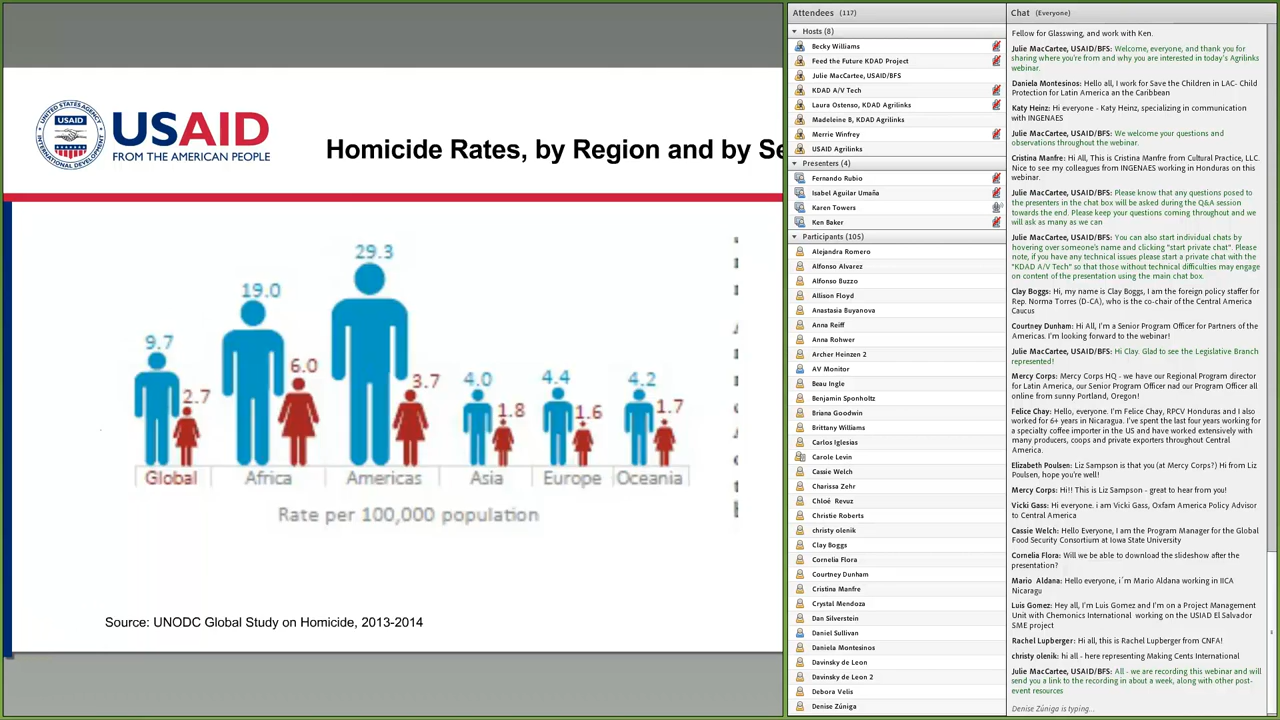 UNITED STATES AGENCY
USAID
INTERNATIONAL DEVELOPMENT
USAID
FROM THE AMERICAN PEOPLE
Homicide Rates, by Region and by Se
9.7
2.7
19.0
6.0
29.3
3.7
4.0
1.8
4.4
1.6
4.2
1.7
Global
Africa
Americas
Asia
Europe
Oceania
Rate per 100,000 population
Source: UNODC Global Study on Homicide, 2013-2014
Attendees (117)
Hosts (8)
Becky Williams
Feed the Future KDAD Project
Julie MacCartee, USAID/BFS
KDAD A/V Tech
Laura Ostenso, KDAD Agrilinks
Madeleine B, KDAD Agrilinks
Merrie Winfrey
USAID Agrilinks
Presenters (4)
Fernando Rubio
Isabel Aguilar Umaña
Karen Towers
Ken Baker
Participants (105)
Alejandra Romero
Alfonso Alvarez
Alfonso Buzzo
Allison Floyd
Anastasia Buyanova
Anna Reiff
Anna Rohwer
Archer Heinzen 2
AV Monitor
Beau Ingle
Benjamin Sponholtz
Briana Goodwin
Brittany Williams
Carlos Iglesias
Carole Levin
Cassie Welch
Charissa Zehr
Chloé Revuz
Christie Roberts
christy olenik
Clay Boggs
Cornelia Flora
Courtney Dunham
Cristina Manfre
Crystal Mendoza
Dan Silverstein
Daniel Sullivan
Daniela Montesinos
Davinsky de Leon
Davinsky de Leon 2
Debora Velis
Denise Zúniga
Chat (Everyone)
Fellow for Glasswing, and work with Ken.
Julie MacCartee, USAID/BFS: Welcome, everyone, and thank you for
sharing where you're from and why you are interested in today's Agrilinks
webinar.
Daniela Montesinos: Hello all, I work for Save the Children in LAC- Child
Protection for Latin America an the Caribbean
Katy Heinz: Hi everyone - Katy Heinz, specializing in communication
with INGENAES
Julie MacCartee, USAID/BFS: We welcome your questions and
observations throughout the webinar.
Cristina Manfre: Hi All, This is Cristina Manfre from Cultural Practice, LLC.
Nice to see my colleagues from INGENAES working in Honduras on this
webinar.
Julie MacCartee, USAID/BFS: Please know that any questions posed to
the presenters in the chat box will be asked during the Q&A session
towards the end. Please keep your questions coming throughout and we
will ask as many as we can
Julie MacCartee, USAID/BFS: You can also start individual chats by
hovering over someone's name and clicking "start private chat". Please
note, if you have any technical issues please start a private chat with the
"KDAD A/V Tech" so that those without technical difficulties may engage
on content of the presentation using the main chat box.
Clay Boggs: Hi, my name is Clay Boggs, I am the foreign policy staffer for
Rep. Norma Torres (D-CA), who is the co-chair of the Central America
Caucus
Courtney Dunham: Hi All, I'm a Senior Program Officer for Partners of the
Americas. I'm looking forward to the webinar!
Julie MacCartee, USAID/BFS: Hi Clay. Glad to see the Legislative Branch
represented!
Mercy Corps: Mercy Corps HQ - we have our Regional Program director
for Latin America, our Senior Program Officer nad our Program Officer all
online from sunny Portland, Oregon!
Felice Chay: Hello, everyone. I'm Felice Chay, RPCV Honduras and I also
worked for 6+ years in Nicaragua. I've spent the last four years working for
a specialty coffee importer in the US and have worked extensively with
many producers, coops and private exporters throughout Central
America.
Elizabeth Poulsen: Liz Sampson is that you (at Mercy Corps?) Hi from Liz
Poulsen, hope you're well!
Mercy Corps: Hi!! This is Liz Sampson - great to hear from you!
Vicki Gass: Hi everyone. i am Vicki Gass, Oxfam America Policy Advisor
to Central America
Cassie Welch: Hello Everyone, I am the Program Manager for the Global
Food Security Consortium at Iowa State University
Cornelia Flora: Will we be able to download the slideshow after the
presentation?
Mario Aldana: Hello everyone, i´m Mario Aldana working in IICA
Nicaragu
Luis Gomez: Hey all, I'm Luis Gomez and I'm on a Project Management
Unit with Chemonics International working on the USIAD El Salvador
SME project
Rachel Lupberger: Hi all, this is Rachel Lupberger from CNFA!
christy olenik: hi all - here representing Making Cents International
Julie MacCartee, USAID/BFS: All - we are recording this webinar and will
send you a link to the recording in about a week, along with other post-
event resources
Denise Zúniga is typing...